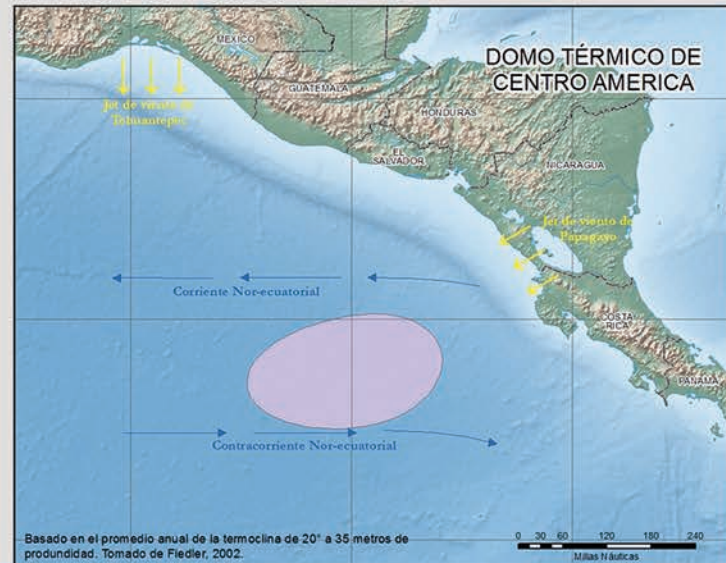 DOMO TÉRMICO DE
CENTRO AMERICA
MEXICO
GUATEMALA
HONDURAS
EL
SALVADOR
NICARAGUA
COSTA
RICA
PANAMA
Jet de viento de
Tehuantepec
Jet de viento de
Papagayo
Corriente Nor-ecuatorial
Contracorriente Nor-ecuatorial
Basado en el promedio anual de la termoclina de 20° a 35 metros de
produndidad. Tomado de Fiedler, 2002.
0 30 60 120 180 240
Millas Náuticas